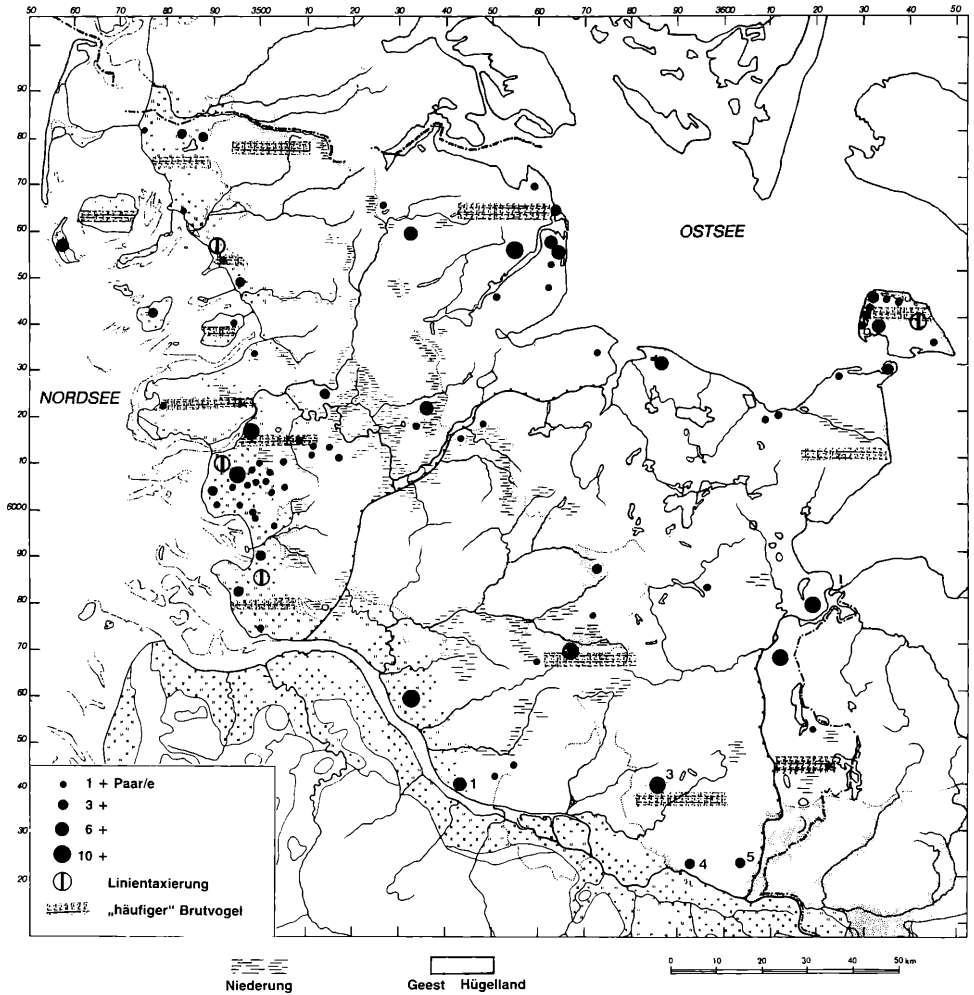 50 60 70 80 90 3500 10 20 30 40 50 60 70 80 90 3600 10 20 30 40 50
90
80
70
60
50
40
30
20
10
6000
90
80
70
60
50
40
30
20
OSTSEE
NORDSEE
1
3
4
5
1 + Paar/e
3 +
6 +
10 +
Linientaxierung
„häufiger“ Brutvogel
Niederung
Geest Hügelland
0 10 20 30 40 50 km